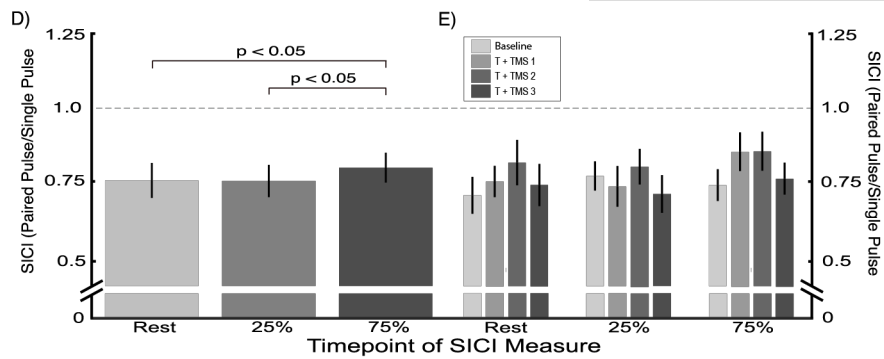 D)
E)
1.25
1.0
0.75
0.5
0
SICI (Paired Pulse/Single Pulse
p < 0.05
p < 0.05
Baseline
T + TMS 1
T + TMS 2
T + TMS 3
1.25
1.0
0.75
0.5
0
SICI (Paired Pulse/Single Pulse
Rest 25% 75% Rest 25% 75%
Timepoint of SICI Measure